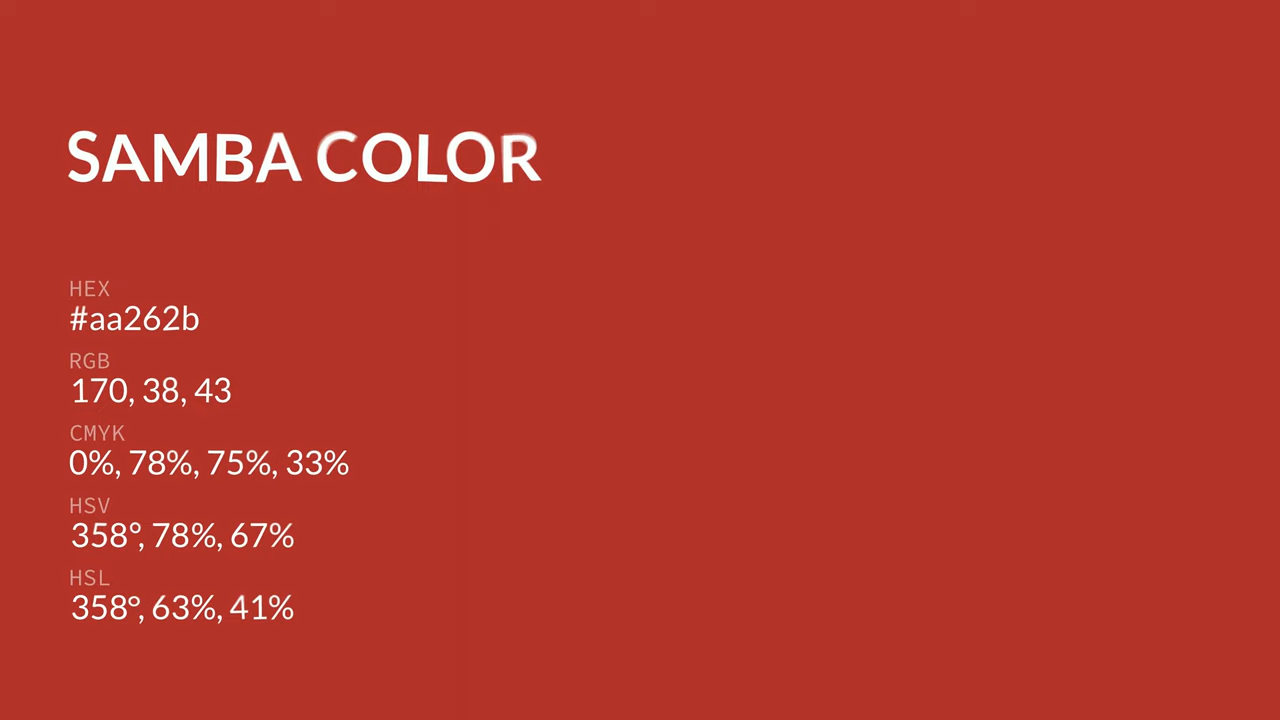 SAMBA COLOR
HEX
#aa262b
RGB
170, 38, 43
CMYK
0%, 78%, 75%, 33%
HSV
358°, 78%, 67%
HSL
358°, 63%, 41%